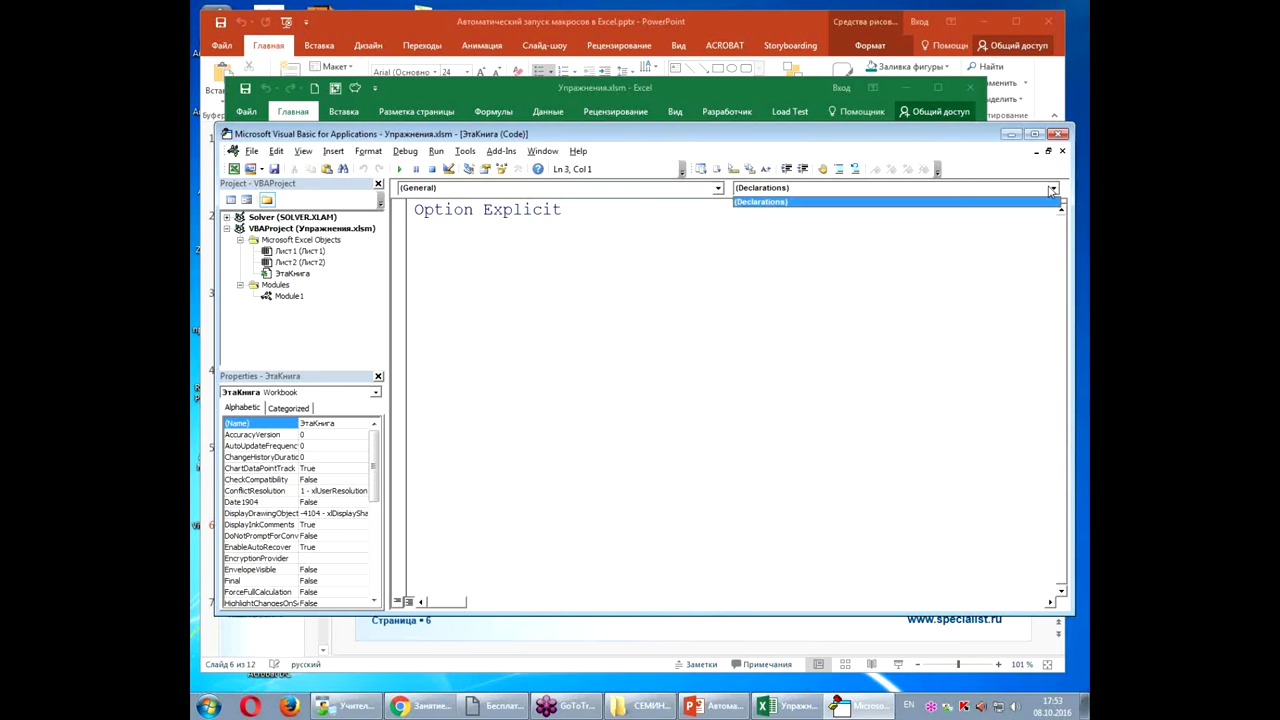 Автоматический запуск макросов в Excel.pptx - PowerPoint
Средства рисов...
Вход
Файл
Главная
Вставка
Дизайн
Переходы
Анимация
Слайд-шоу
Рецензирование
Вид
ACROBAT
Storyboarding
Формат
Помощн
Общий доступ
Макет
Arial (Основно
24
Заливка фигуры
Найти
Упражнения.xlsm - Excel
Вход
Файл
Главная
Вставка
Разметка страницы
Формулы
Данные
Рецензирование
Вид
Разработчик
Load Test
Помощник
Общий доступ
Microsoft Visual Basic for Applications - Упражнения.xlsm - [ЭтаКнига (Code)]
File Edit View Insert Format Debug Run Tools Add-Ins Window Help
Ln 3, Col 1
Project - VBAProject
(General)
(Declarations)
(Declarations)
Option Explicit
Solver (SOLVER.XLAM)
VBAProject (Упражнения.xlsm)
Microsoft Excel Objects
Лист1 (Лист1)
Лист2 (Лист2)
ЭтаКнига
Modules
Module1
Properties - ЭтаКнига
ЭтаКнига Workbook
Alphabetic Categorized
(Name) ЭтаКнига
AccuracyVersion 0
AutoUpdateFrequenc 0
ChangeHistoryDuratic 0
ChartDataPointTrack True
CheckCompatibility False
ConflictResolution 1 - xlUserResolution
Date1904 False
DisplayDrawingObject -4104 - xlDisplaySha
DisplayInkComments True
DoNotPromptForConv False
EnableAutoRecover True
EncryptionProvider
EnvelopeVisible False
Final False
ForceFullCalculation False
HighlightChangesOnS False
Страница ▪ 6
www.specialist.ru
Слайд 6 из 12
русский
Заметки
Примечания
101 %
Учител...
Занятие...
Бесплат...
GoToTr...
СЕМИН...
Автома...
Упражн...
Microso...
EN
17:53
08.10.2016